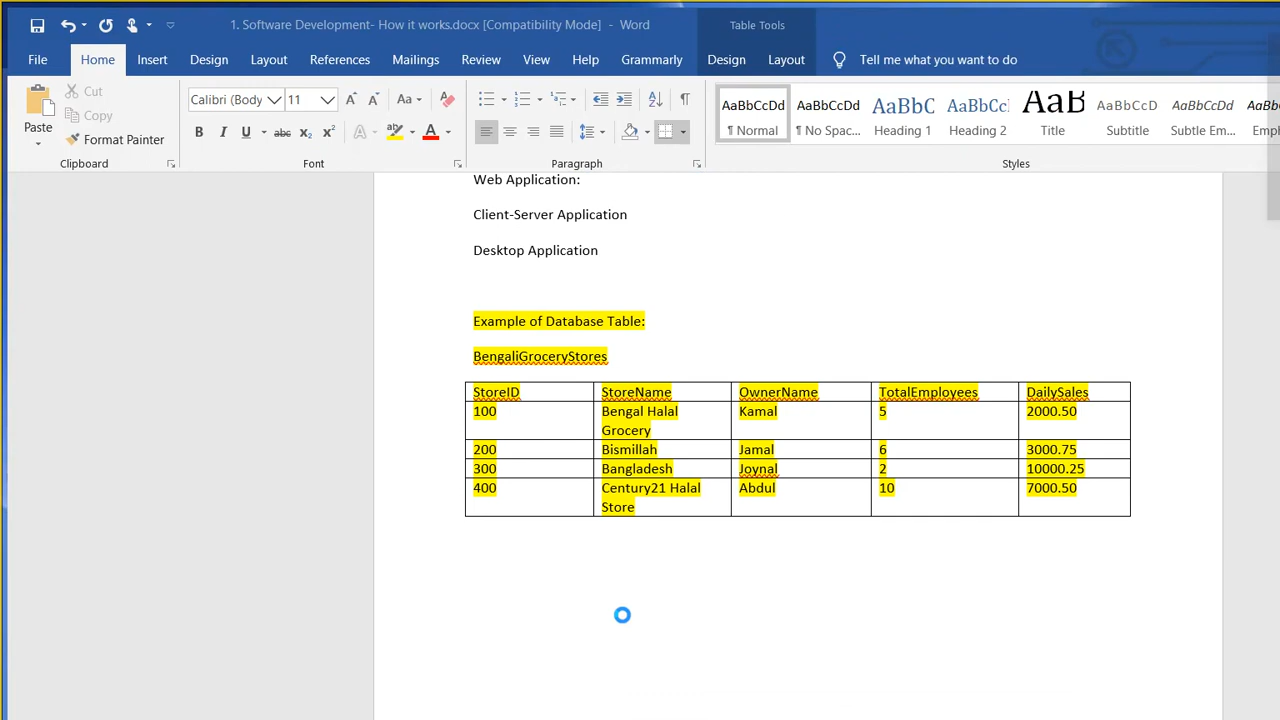 1. Software Development- How it works.docx [Compatibility Mode] - Word
Table Tools
File Home Insert Design Layout References Mailings Review View Help Grammarly Design Layout Tell me what you want to do
Paste
Cut
Copy
Format Painter
Clipboard
Calibri (Body 11
Font
Paragraph
AaBbCcDd AaBbCcDd AaBbC AaBbCc AaB AaBbCcD AaBbCcDd
¶ Normal ¶ No Spac... Heading 1 Heading 2 Title Subtitle Subtle Em...
Styles
Web Application:
Client-Server Application
Desktop Application
Example of Database Table:
BengaliGroceryStores
StoreID StoreName OwnerName TotalEmployees DailySales
100 Bengal Halal Kamal 5 2000.50
Grocery
200 Bismillah Jamal 6 3000.75
300 Bangladesh Joynal 2 10000.25
400 Century21 Halal Abdul 10 7000.50
Store